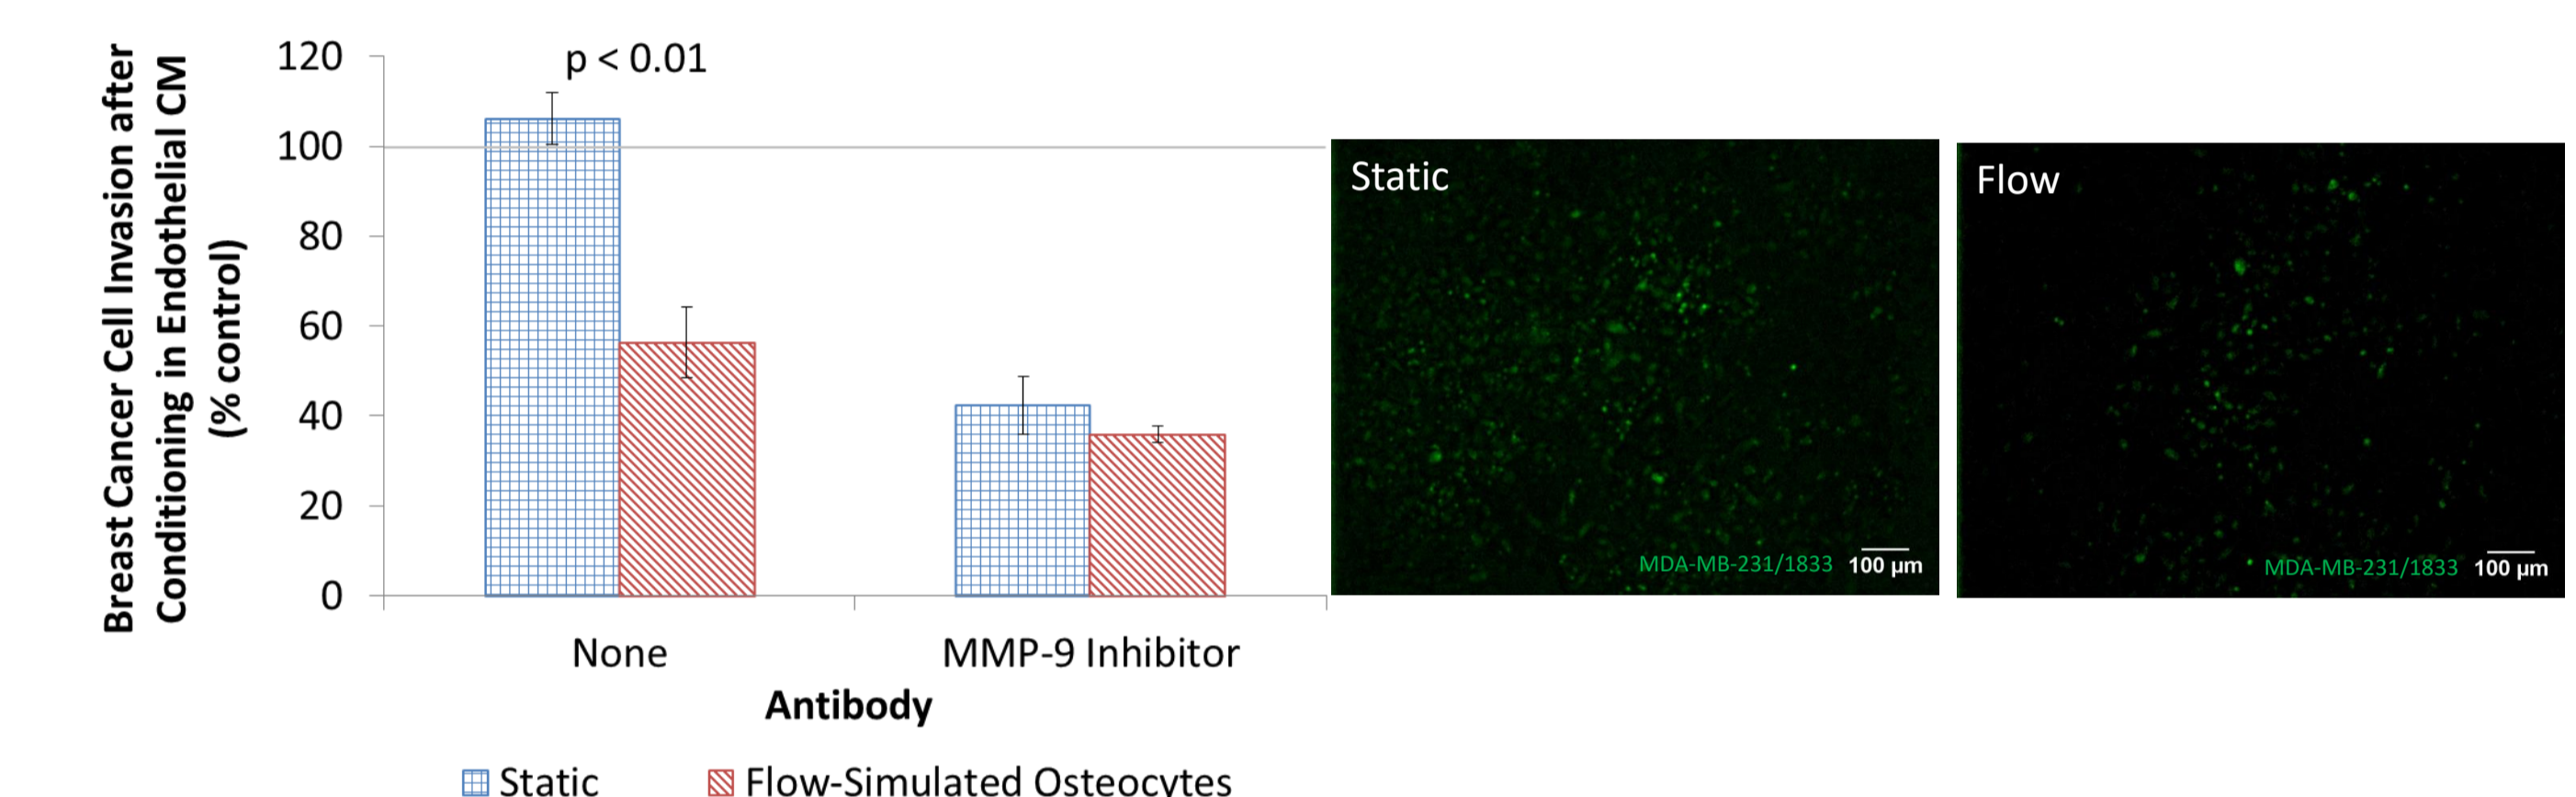 Breast Cancer Cell Invasion after
Conditioning in Endothelial CM
(% control)
120
100
80
60
40
20
0
p < 0.01
None
MMP-9 Inhibitor
Antibody
Static
Flow-Simulated Osteocytes
Static
MDA-MB-231/1833
100 µm
Flow
MDA-MB-231/1833
100 µm